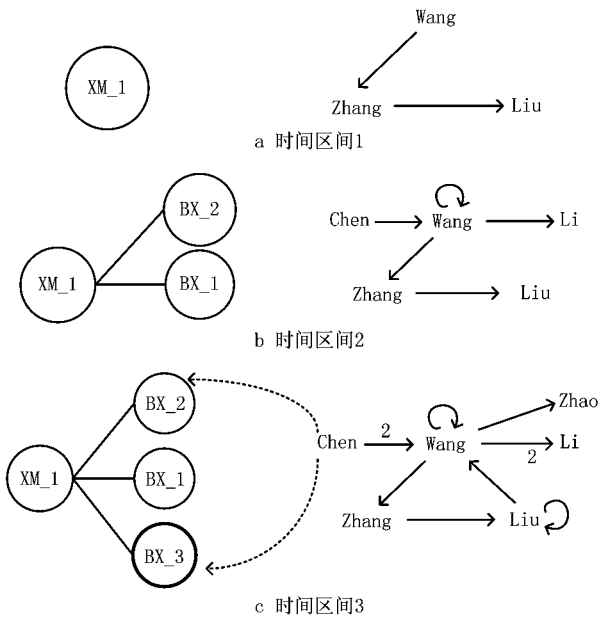 Wang
XM_1
Zhang
Liu
a 时间区间1
BX_2
Chen
Wang
Li
XM_1
BX_1
Zhang
Liu
b 时间区间2
Zhao
BX_2
Chen
2
Wang
2
Li
XM_1
BX_1
Zhang
Liu
BX_3
c 时间区间3